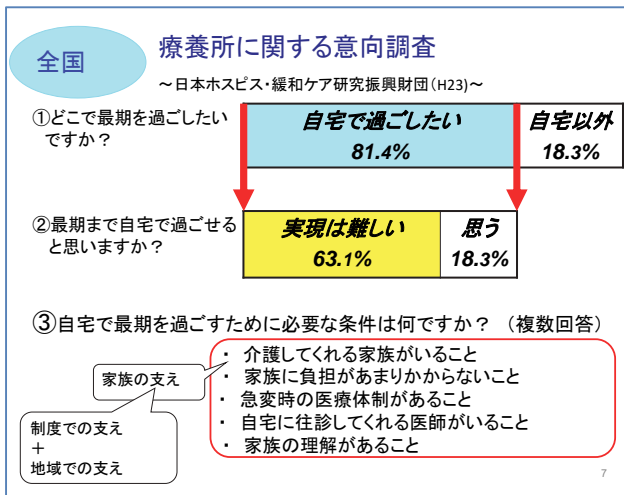 全国
療養所に関する意向調査
～日本ホスピス・緩和ケア研究振興財団(H23)～
①どこで最期を過ごしたい
ですか？
自宅で過ごしたい
81.4%
自宅以外
18.3%
②最期まで自宅で過ごせる
と思いますか？
実現は難しい
63.1%
思う
18.3%
③自宅で最期を過ごすために必要な条件は何ですか？ （複数回答）
・ 介護してくれる家族がいること
・ 家族に負担があまりかからないこと
・ 急変時の医療体制があること
・ 自宅に往診してくれる医師がいること
・ 家族の理解があること
家族の支え
制度での支え
＋
地域での支え
7